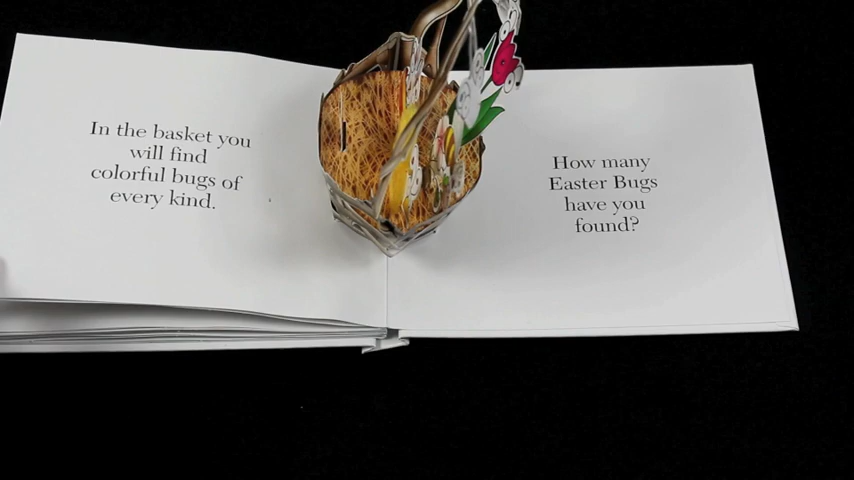 In the basket you
will find
colorful bugs of
every kind.
How many
Easter Bugs
have you
found?